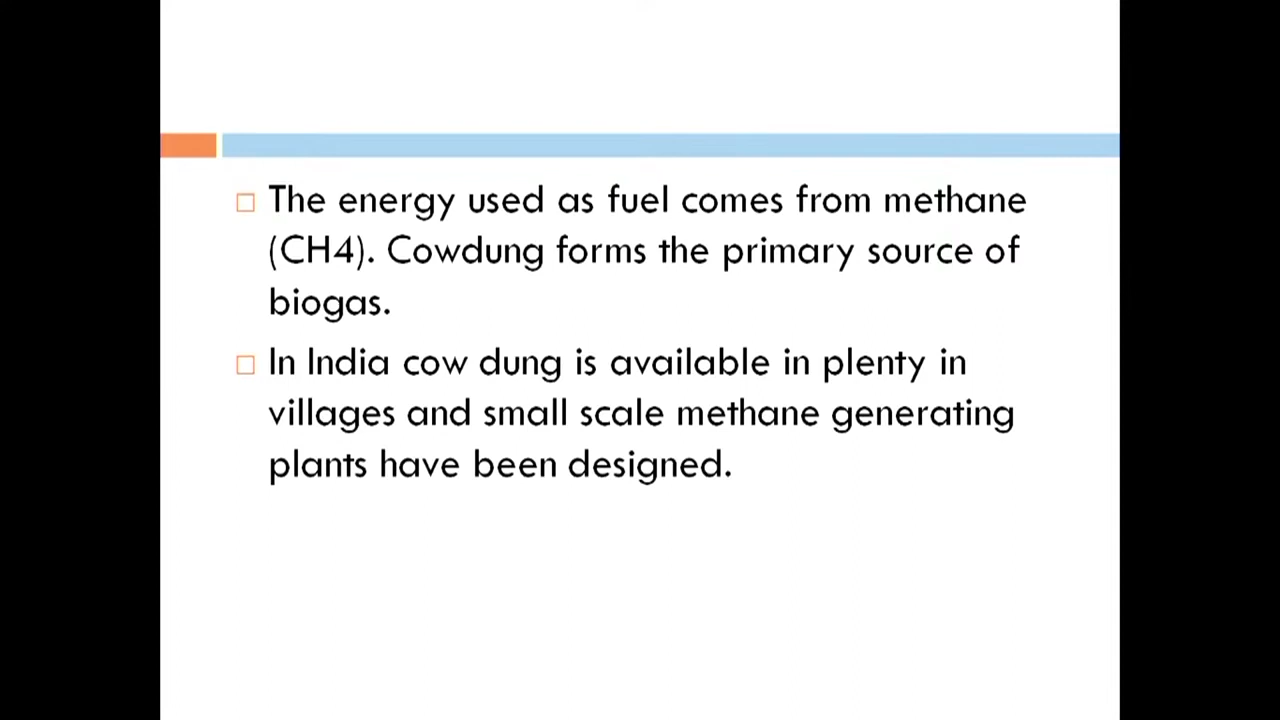 The energy used as fuel comes from methane
(CH4). Cowdung forms the primary source of
biogas.
In India cow dung is available in plenty in
villages and small scale methane generating
plants have been designed.